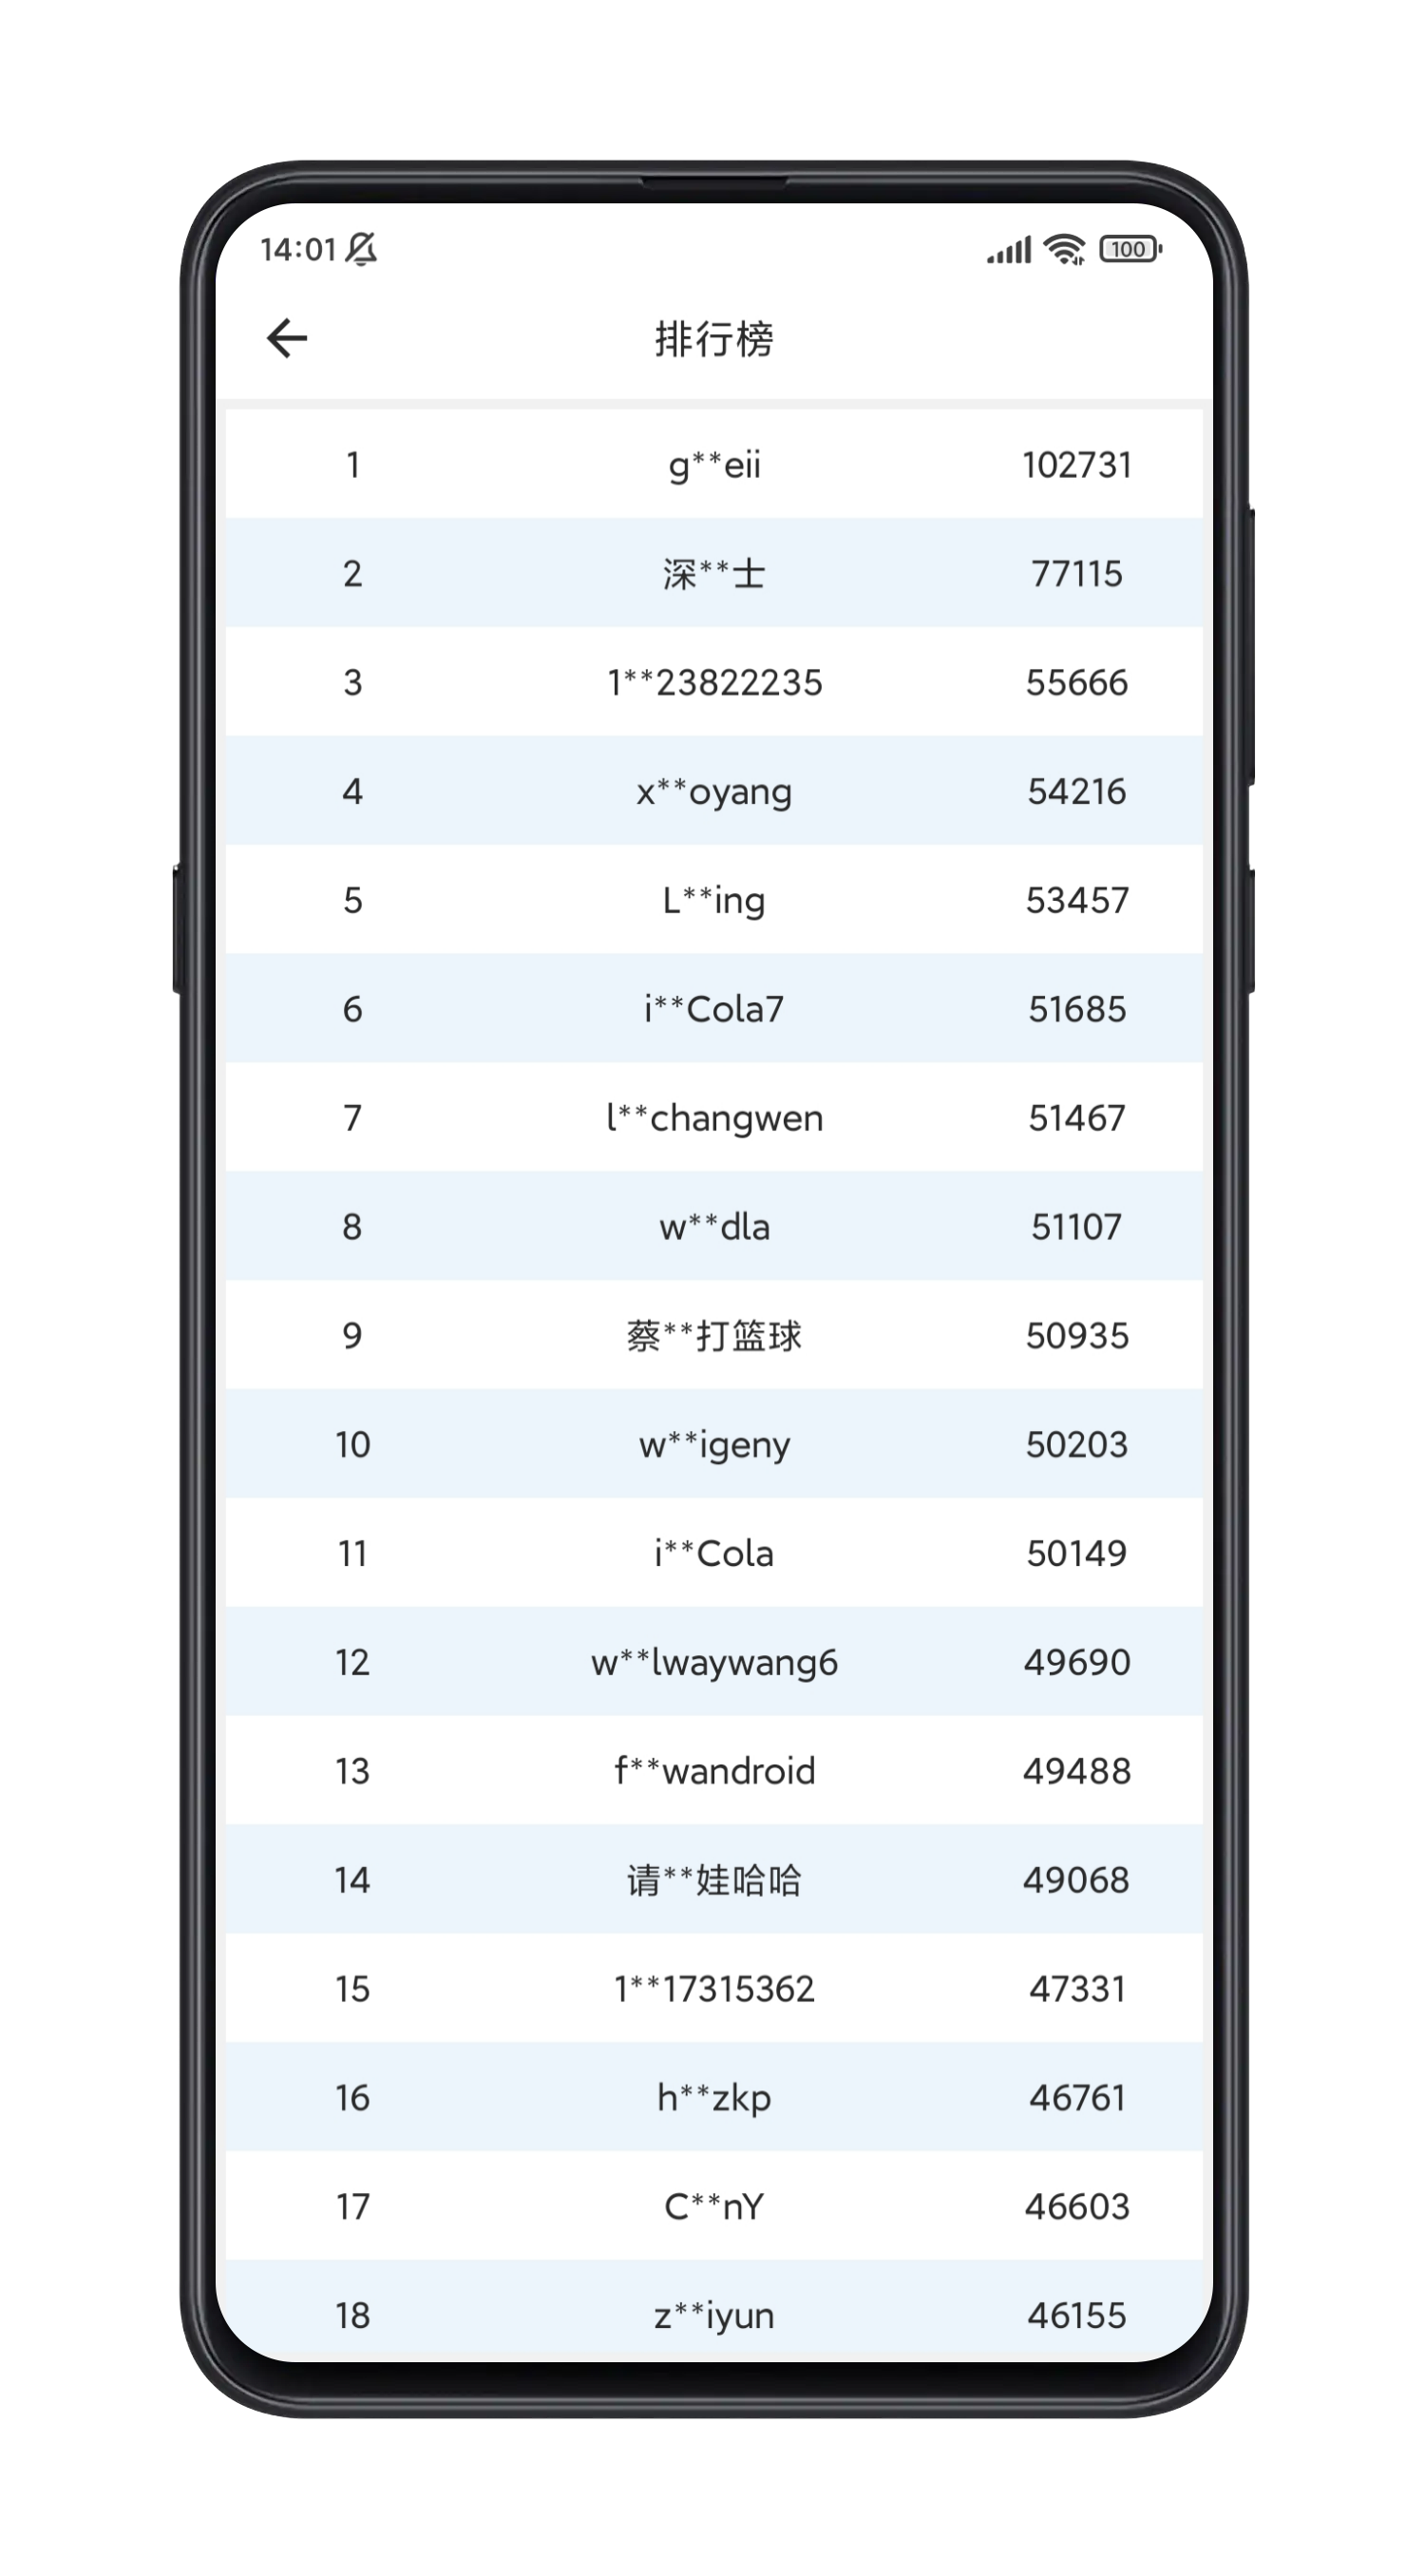 14:01 100
排行榜
1 g**eii 102731
2 深**士 77115
3 1**23822235 55666
4 x**oyang 54216
5 L**ing 53457
6 i**Cola7 51685
7 l**changwen 51467
8 w**dla 51107
9 蔡**打篮球 50935
10 w**igeny 50203
11 i**Cola 50149
12 w**lwaywang6 49690
13 f**wandroid 49488
14 请**娃哈哈 49068
15 1**17315362 47331
16 h**zkp 46761
17 C**nY 46603
18 z**iyun 46155